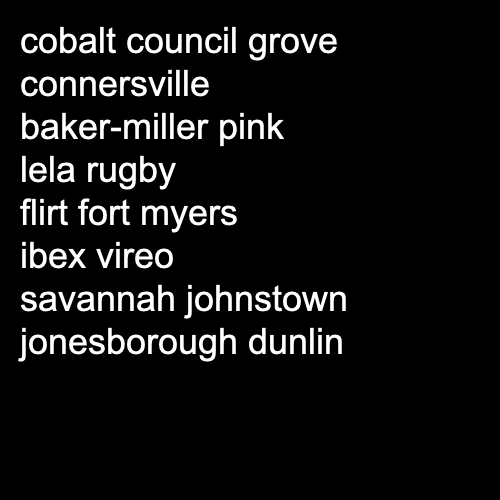 cobalt council grove
connersville
baker-miller pink
lela rugby
flirt fort myers
ibex vireo
savannah johnstown
jonesborough dunlin